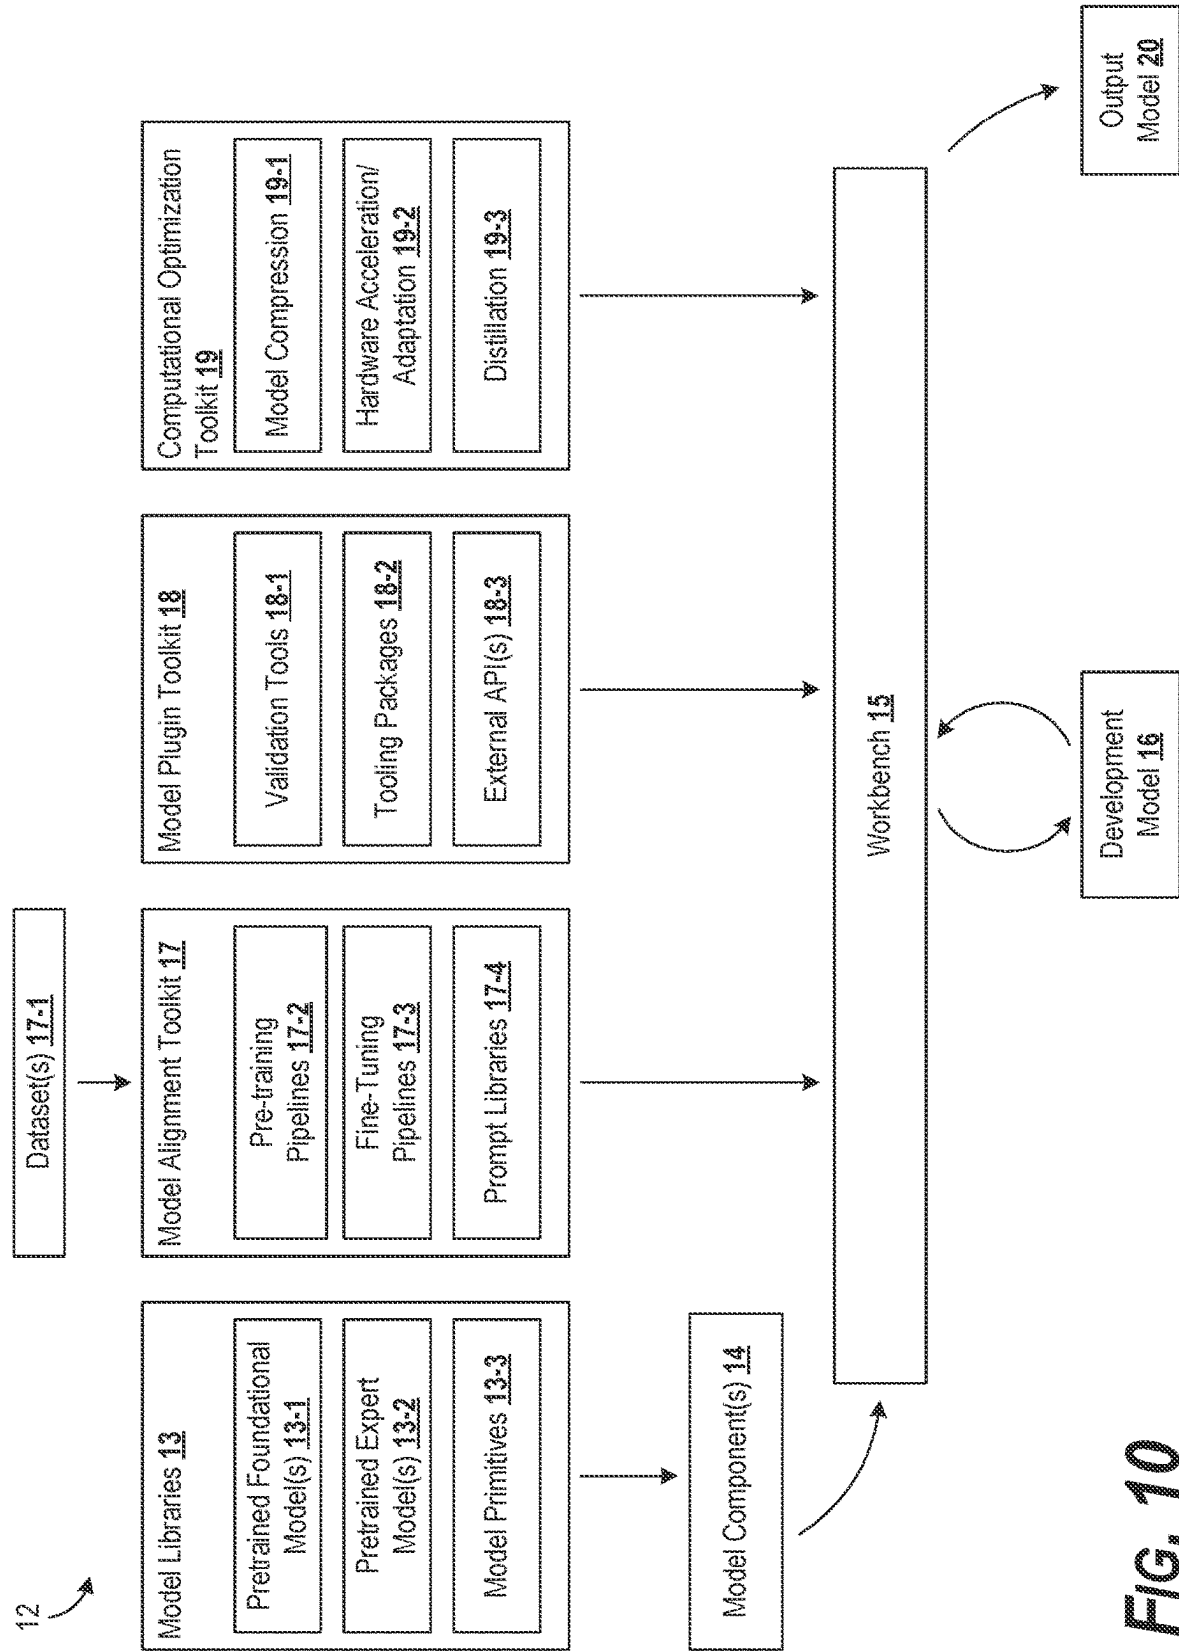 12
Dataset(s) 17-1
Model Libraries 13
Pretrained Foundational
Model(s) 13-1
Pretrained Expert
Model(s) 13-2
Model Primitives 13-3
Model Alignment Toolkit 17
Pre-training
Pipelines 17-2
Fine-Tuning
Pipelines 17-3
Prompt Libraries 17-4
Model Plugin Toolkit 18
Validation Tools 18-1
Tooling Packages 18-2
External API(s) 18-3
Computational Optimization
Toolkit 19
Model Compression 19-1
Hardware Acceleration/
Adaptation 19-2
Distillation 19-3
Model Component(s) 14
Workbench 15
Development
Model 16
Output
Model 20
FIG. 10